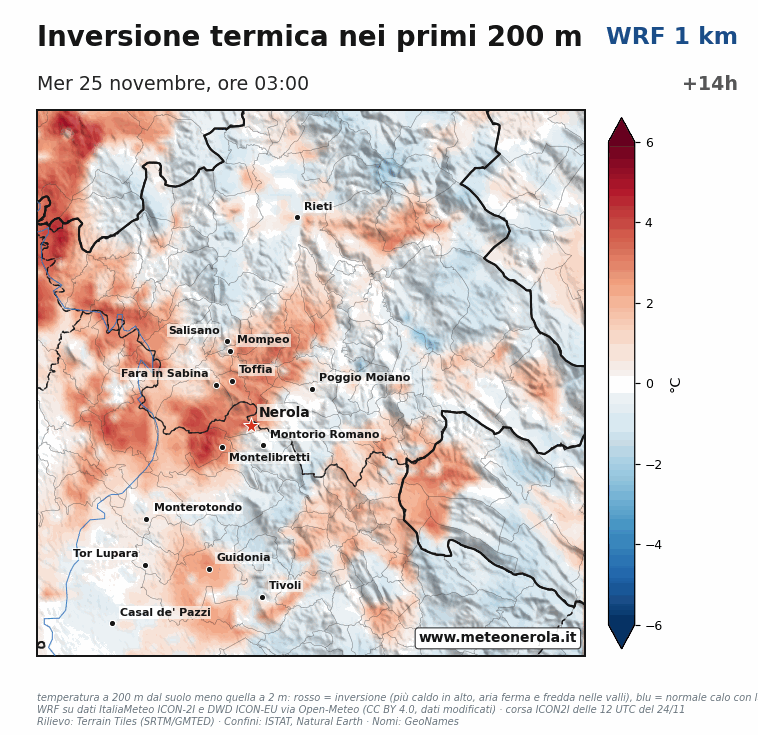 Inversione termica nei primi 200 m WRF 1 km
Mer 25 novembre, ore 03:00 +14h
6
4
2
0
−2
−4
−6
°C
Rieti
Salisano
Mompeo
Toffia
Fara in Sabina
Poggio Moiano
Nerola
Montorio Romano
Montelibretti
Monterotondo
Tor Lupara
Guidonia
Tivoli
Casal de' Pazzi
www.meteonerola.it
temperatura a 200 m dal suolo meno quella a 2 m: rosso = inversione (più caldo in alto, aria ferma e fredda nelle valli), blu = normale calo con l
WRF su dati ItaliaMeteo ICON-2I e DWD ICON-EU via Open-Meteo (CC BY 4.0, dati modificati) · corsa ICON2I delle 12 UTC del 24/11
Rilievo: Terrain Tiles (SRTM/GMTED) · Confini: ISTAT, Natural Earth · Nomi: GeoNames